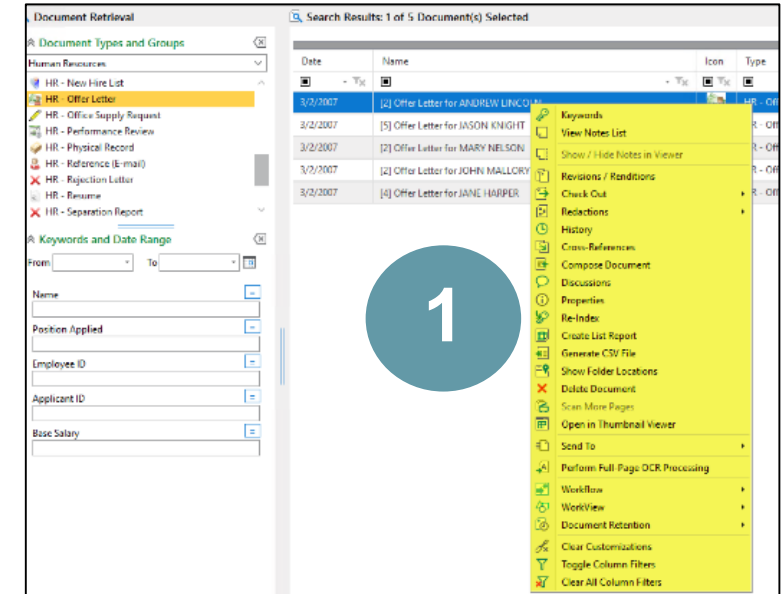 Document Retrieval
Document Types and Groups
Human Resources
HR - New Hire List
HR - Offer Letter
HR - Office Supply Request
HR - Performance Review
HR - Physical Record
HR - Reference (E-mail)
HR - Rejection Letter
HR - Resume
HR - Separation Report
Keywords and Date Range
From To
Name
Position Applied
Employee ID
Applicant ID
Base Salary
Search Results: 1 of 5 Document(s) Selected
Date Name Icon Type
3/2/2007 [2] Offer Letter for ANDREW LINCOLN HR - Off
3/2/2007 [5] Offer Letter for JASON KNIGHT R - Off
3/2/2007 [2] Offer Letter for MARY NELSON R - Off
3/2/2007 [2] Offer Letter for JOHN MALLORY R - Off
3/2/2007 [4] Offer Letter for JANE HARPER R - Off
1
Keywords
View Notes List
Show / Hide Notes in Viewer
Revisions / Renditions
Check Out
Redactions
History
Cross-References
Compose Document
Discussions
Properties
Re-Index
Create List Report
Generate CSV File
Show Folder Locations
Delete Document
Scan More Pages
Open in Thumbnail Viewer
Send To
Perform Full-Page OCR Processing
Workflow
WorkView
Document Retention
Clear Customizations
Toggle Column Filters
Clear All Column Filters